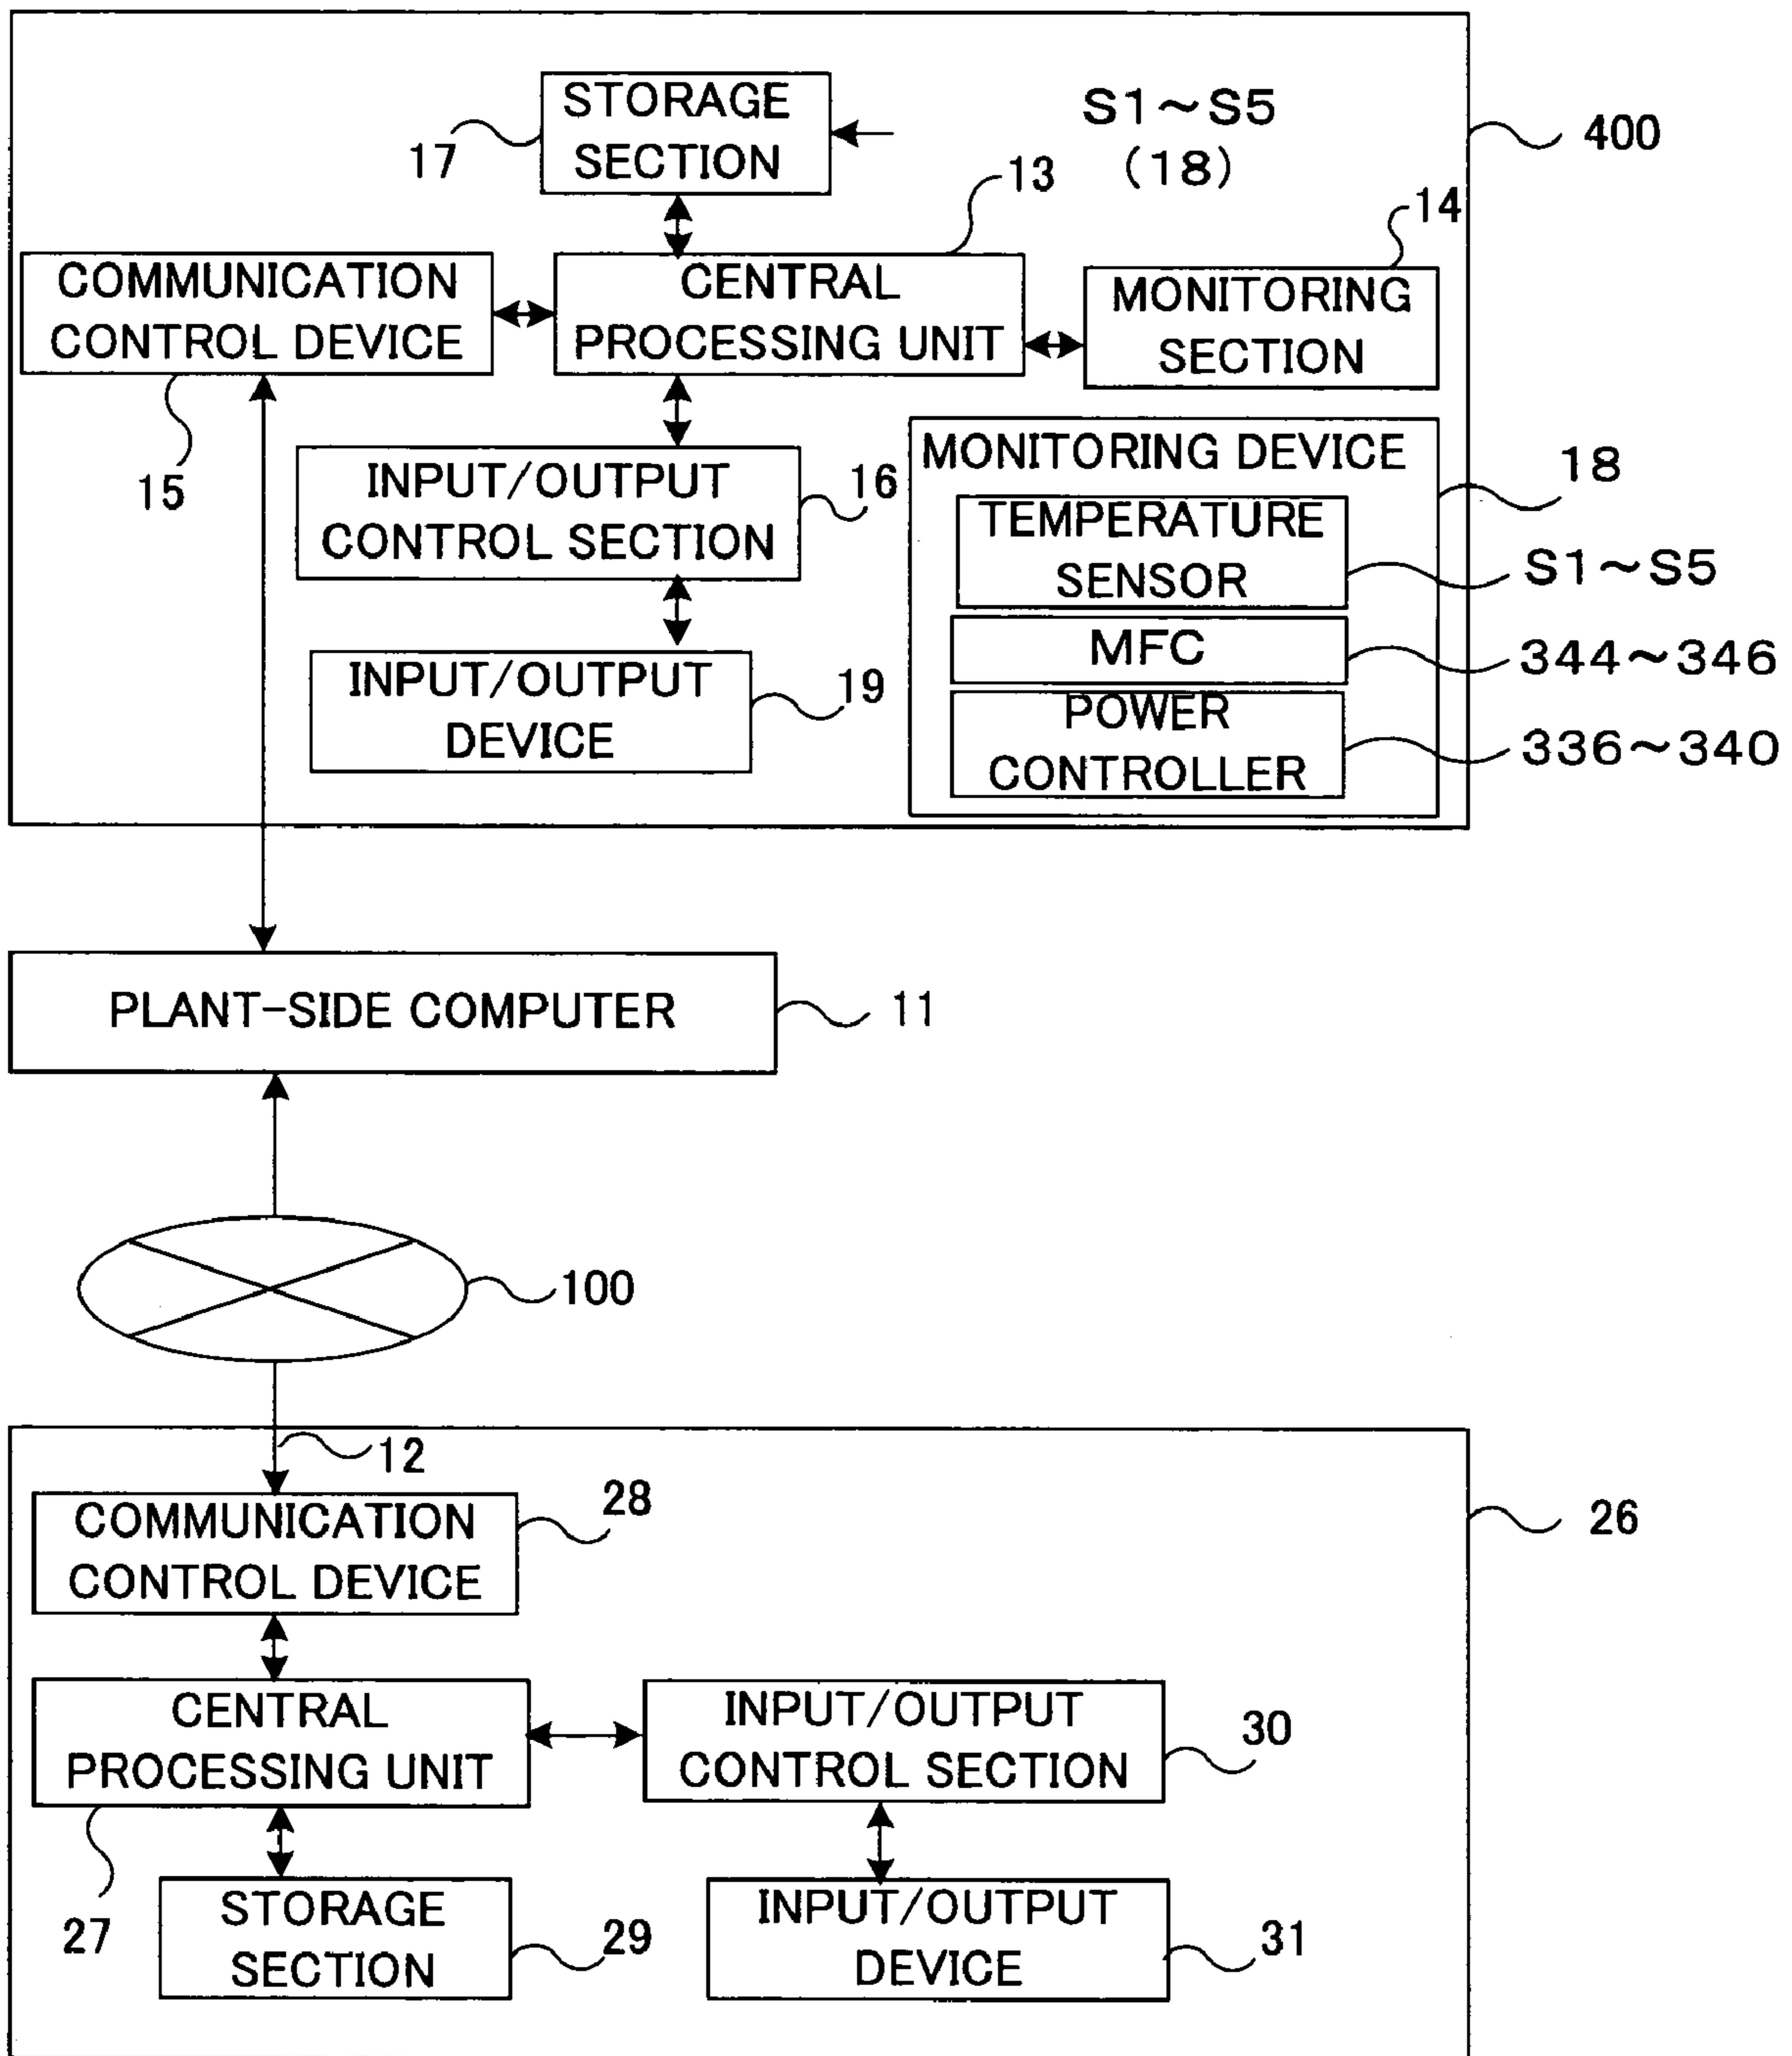 STORAGE
SECTION
17
S1~S5
(18)
400
13
14
COMMUNICATION
CONTROL DEVICE
CENTRAL
PROCESSING UNIT
MONITORING
SECTION
15
INPUT/OUTPUT
CONTROL SECTION
16
MONITORING DEVICE
18
TEMPERATURE
SENSOR
S1~S5
MFC
344~346
POWER
CONTROLLER
336~340
INPUT/OUTPUT
DEVICE
19
PLANT-SIDE COMPUTER
11
100
12
COMMUNICATION
CONTROL DEVICE
28
26
CENTRAL
PROCESSING UNIT
INPUT/OUTPUT
CONTROL SECTION
30
27
STORAGE
SECTION
29
INPUT/OUTPUT
DEVICE
31